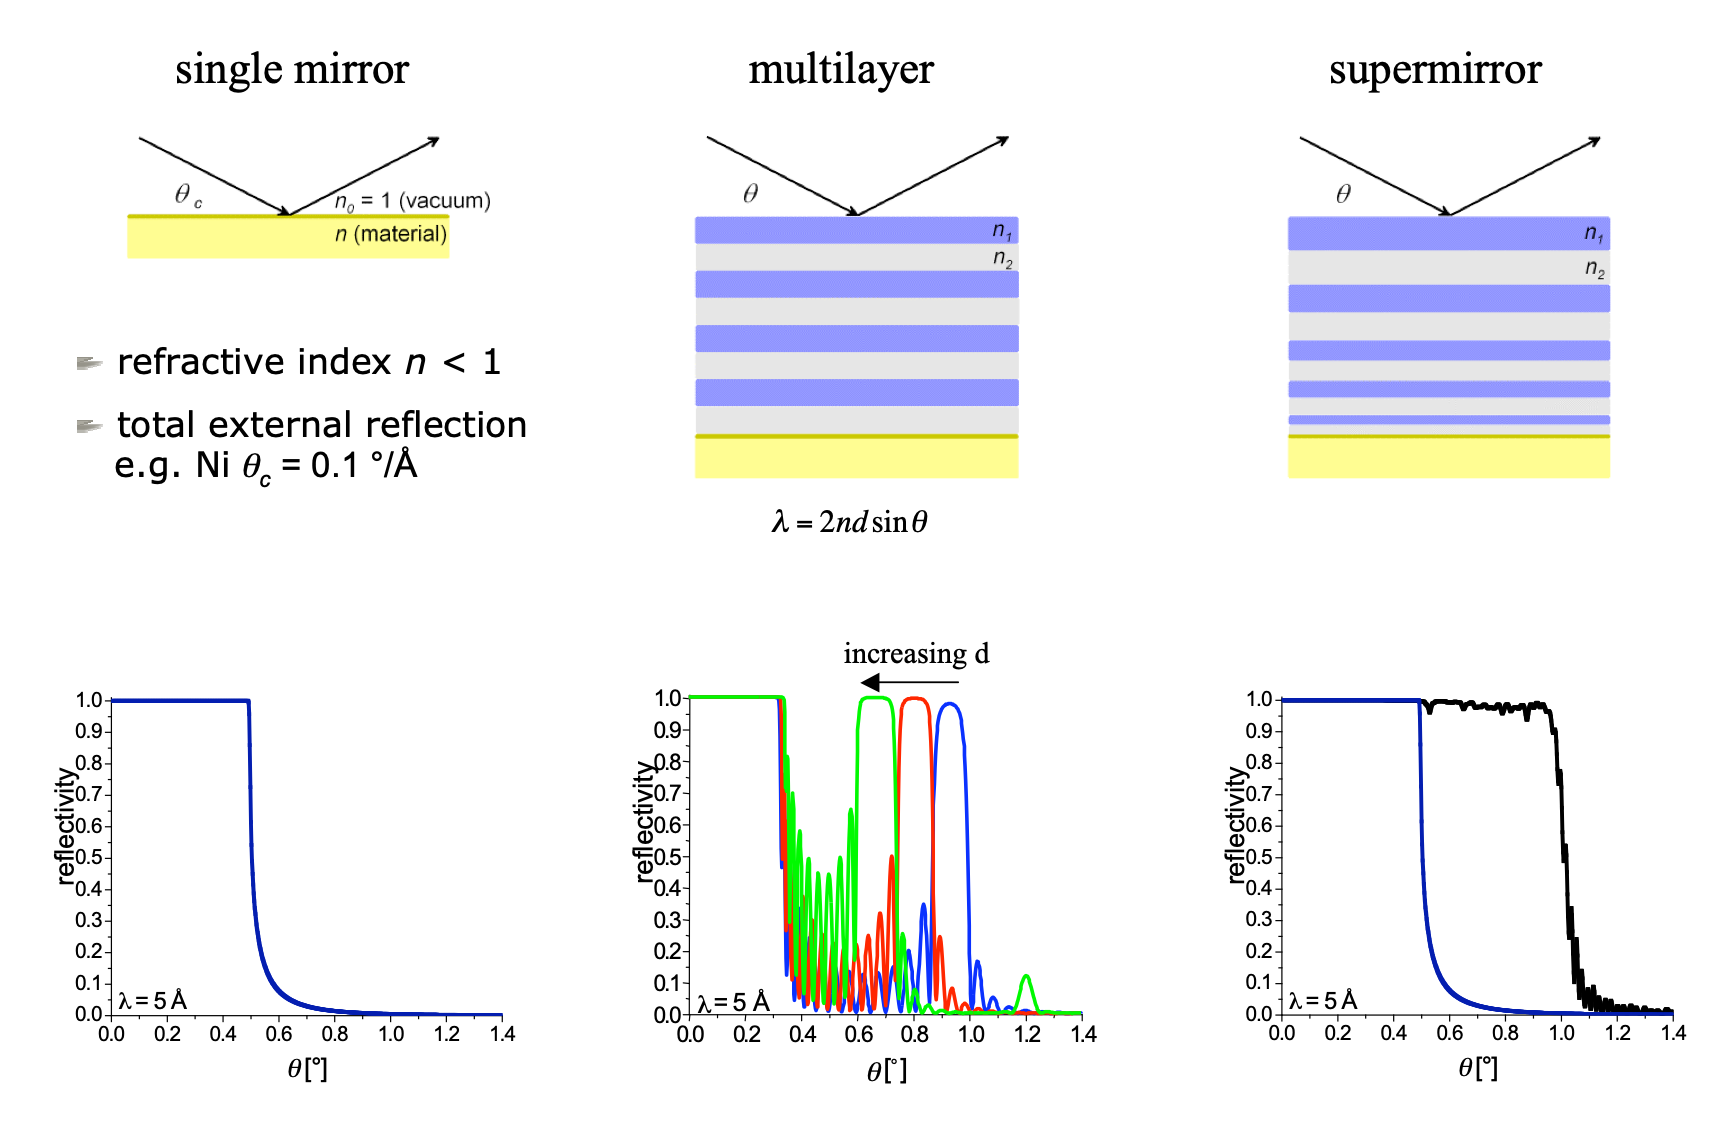 single mirror
θc
n0 = 1 (vacuum)
n (material)
refractive index n < 1
total external reflection
e.g. Ni θc = 0.1 °/Å
1.0
0.9
0.8
0.7
0.6
0.5
0.4
0.3
0.2
0.1
0.0
reflectivity
λ = 5 Å
0.0 0.2 0.4 0.6 0.8 1.0 1.2 1.4
θ [°]
multilayer
θ
n1
n2
λ = 2nd sin θ
increasing d
1.0
0.9
0.8
0.7
0.6
0.5
0.4
0.3
0.2
0.1
0.0
reflectivity
λ = 5 Å
0.0 0.2 0.4 0.6 0.8 1.0 1.2 1.4
θ [°]
supermirror
θ
n1
n2
1.0
0.9
0.8
0.7
0.6
0.5
0.4
0.3
0.2
0.1
0.0
reflectivity
λ = 5 Å
0.0 0.2 0.4 0.6 0.8 1.0 1.2 1.4
θ [°]